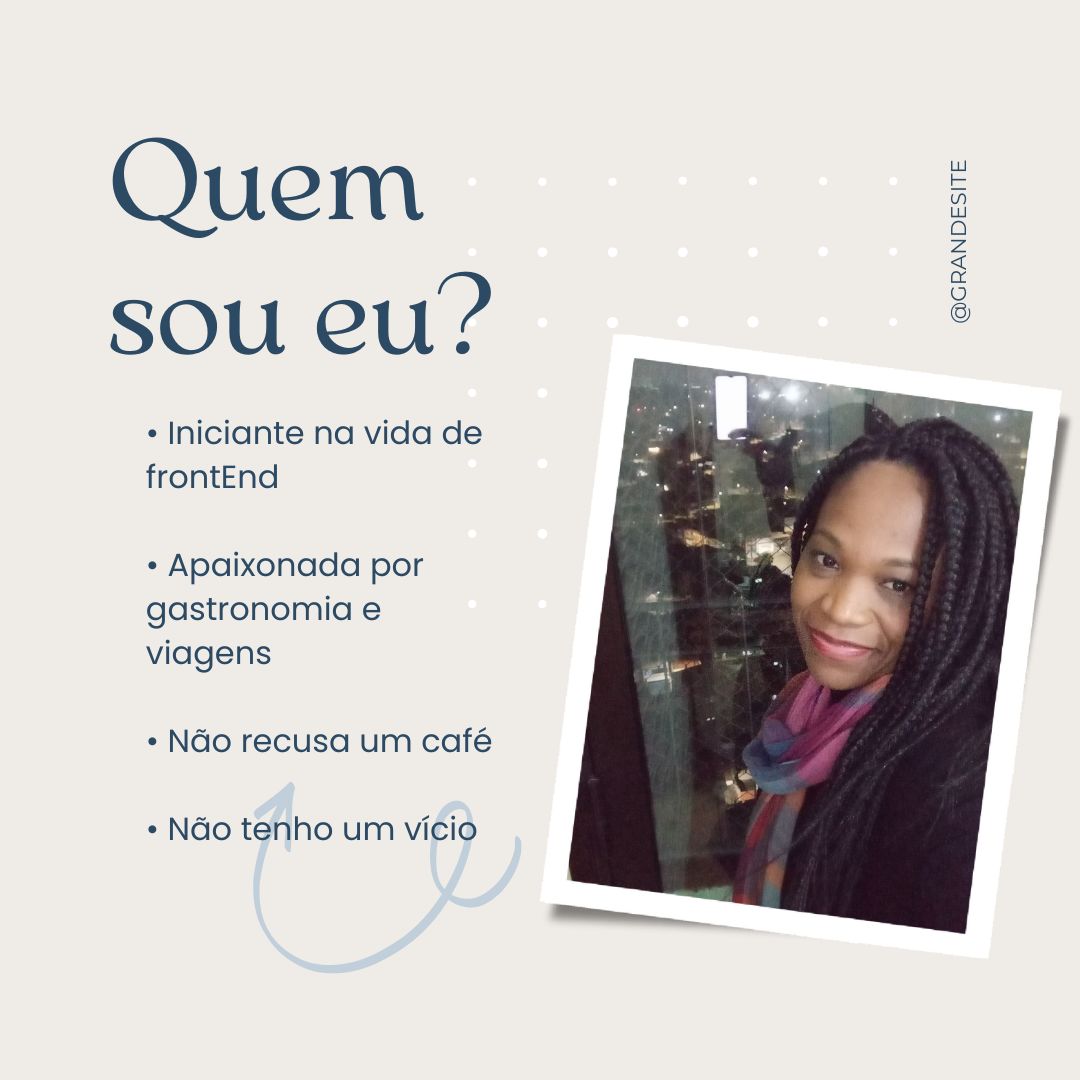 Quem
sou eu?
@GRANDESITE
• Iniciante na vida de
frontEnd
• Apaixonada por
gastronomia e
viagens
• Não recusa um café
• Não tenho um vício